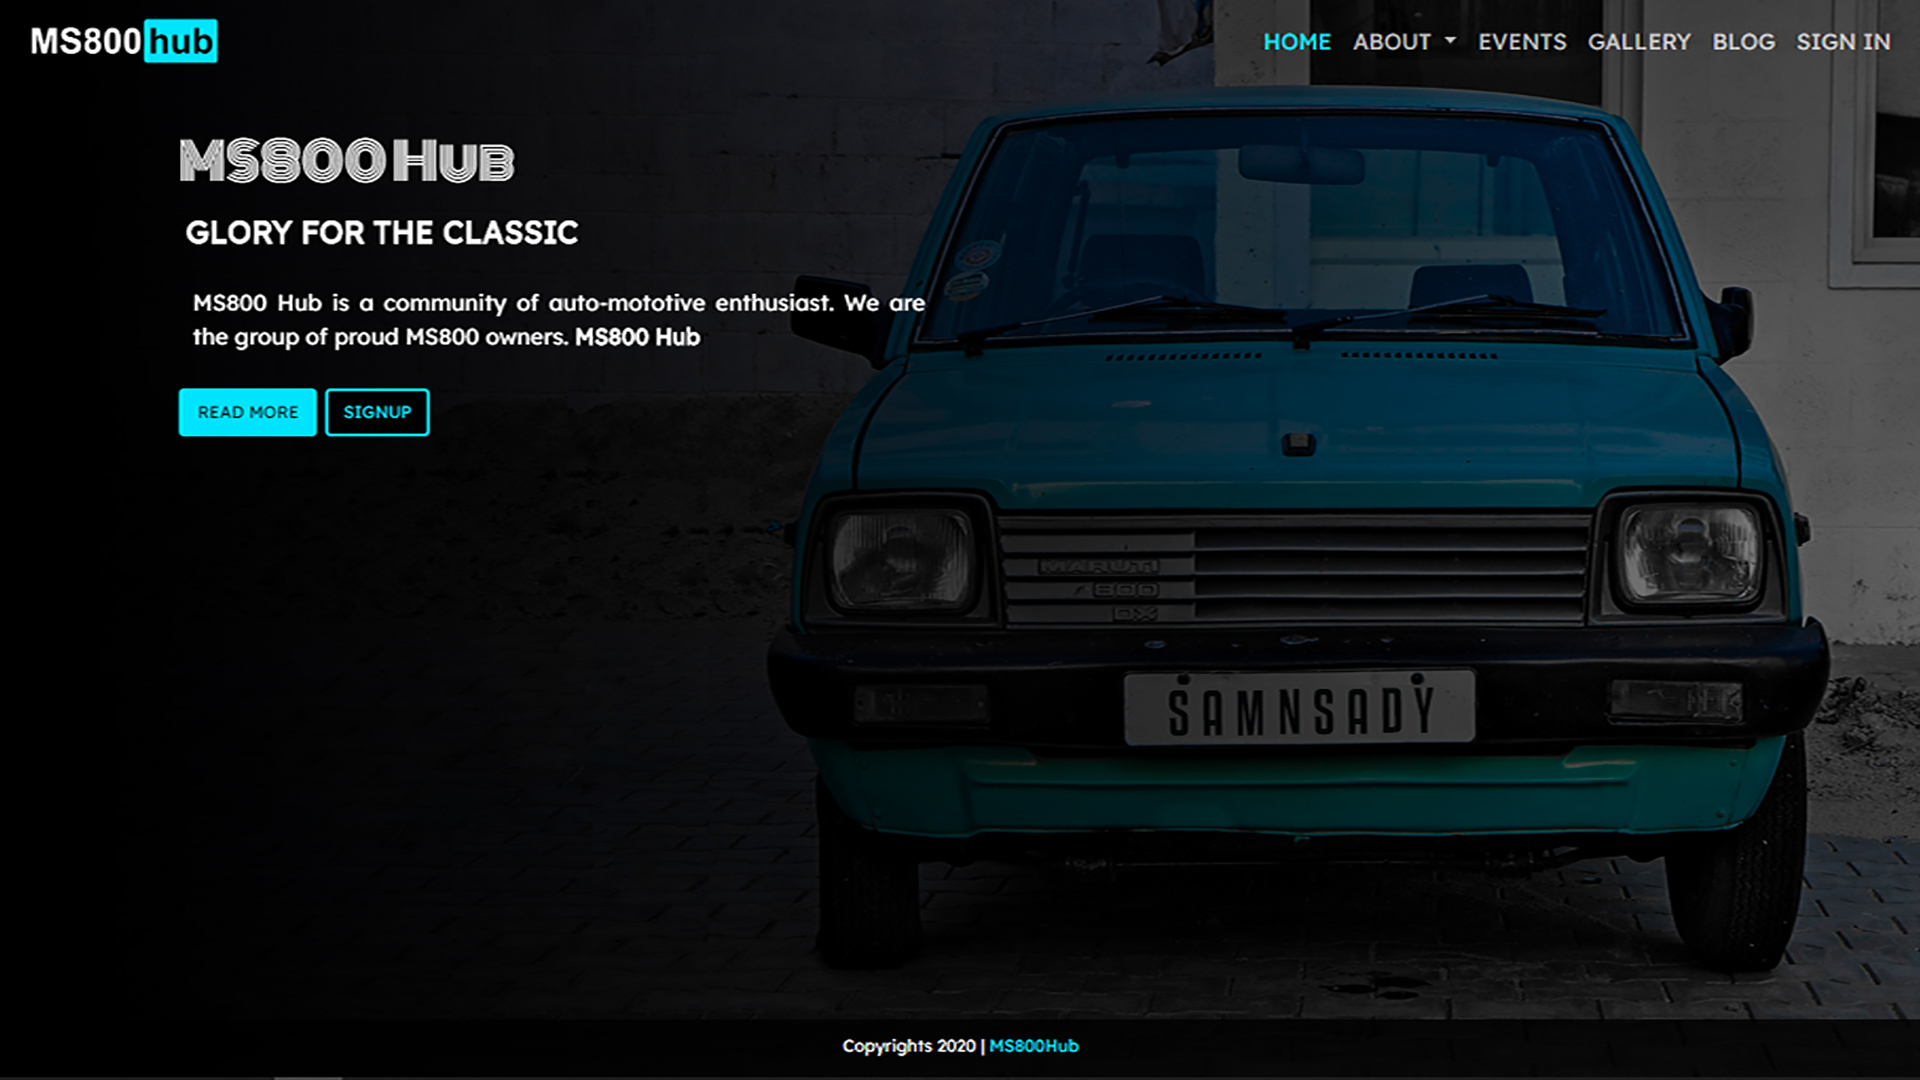 MS800 hub
HOME ABOUT EVENTS GALLERY BLOG SIGN IN
MS800 HUB
GLORY FOR THE CLASSIC
MS800 Hub is a community of auto-mototive enthusiast. We are
the group of proud MS800 owners. MS800 Hub
READ MORE SIGNUP
MARUTI
800
DX
SAMNSADY
Copyrights 2020 | MS800Hub